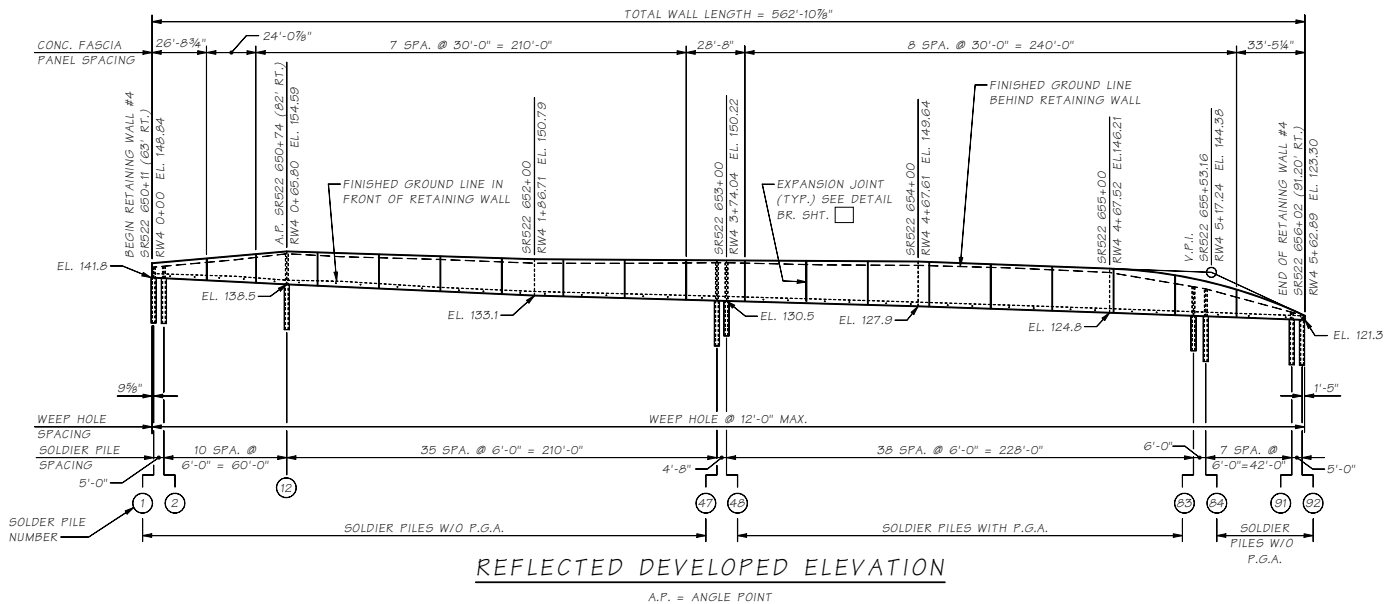 TOTAL WALL LENGTH = 562'-10⅞"
CONC. FASCIA
PANEL SPACING
26'-8¾"
24'-0⅞"
7 SPA. @ 30'-0" = 210'-0"
28'-8"
8 SPA. @ 30'-0" = 240'-0"
33'-5¼"
BEGIN RETAINING WALL #4
SR522 650+11 (63' RT.)
RW4 0+00 EL. 148.84
A.P. SR522 650+74 (82' RT.)
RW4 0+65.80 EL. 154.59
SR522 652+00
RW4 1+86.71 EL. 150.79
SR522 653+00
RW4 3+74.04 EL. 150.22
SR522 654+00
RW4 4+67.61 EL. 149.64
SR522 655+00
RW4 4+67.52 EL.146.21
V.P.I.
SR522 655+53.16
RW4 5+17.24 EL. 144.38
END OF RETAINING WALL #4
SR522 656+02 (91.20' RT.)
RW4 5+62.89 EL. 123.30
FINISHED GROUND LINE
BEHIND RETAINING WALL
FINISHED GROUND LINE IN
FRONT OF RETAINING WALL
EXPANSION JOINT
(TYP.) SEE DETAIL
BR. SHT.
EL. 141.8
EL. 138.5
EL. 133.1
EL. 130.5
EL. 127.9
EL. 124.8
EL. 121.3
9⅝"
1'-5"
WEEP HOLE
SPACING
WEEP HOLE @ 12'-0" MAX.
SOLDIER PILE
SPACING
5'-0"
10 SPA. @
6'-0" = 60'-0"
35 SPA. @ 6'-0" = 210'-0"
4'-8"
38 SPA. @ 6'-0" = 228'-0"
6'-0"
7 SPA. @
6'-0"=42'-0"
5'-0"
1
2
12
47
48
83
84
91
92
SOLDER PILE
NUMBER
SOLDIER PILES W/O P.G.A.
SOLDIER PILES WITH P.G.A.
SOLDIER
PILES W/O
P.G.A.
REFLECTED DEVELOPED ELEVATION
A.P. = ANGLE POINT